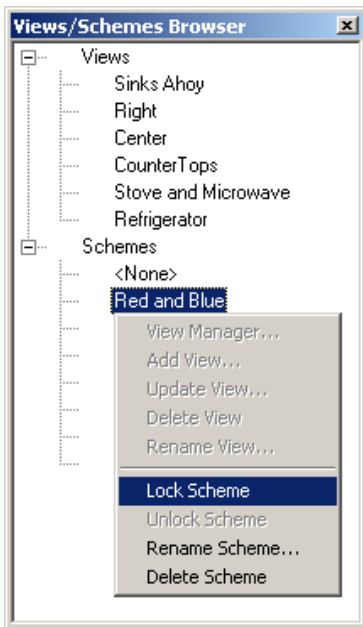 Views/Schemes Browser
Views
Sinks Ahoy
Right
Center
CounterTops
Stove and Microwave
Refrigerator
Schemes
<None>
Red and Blue
View Manager...
Add View...
Update View...
Delete View
Rename View...
Lock Scheme
Unlock Scheme
Rename Scheme...
Delete Scheme